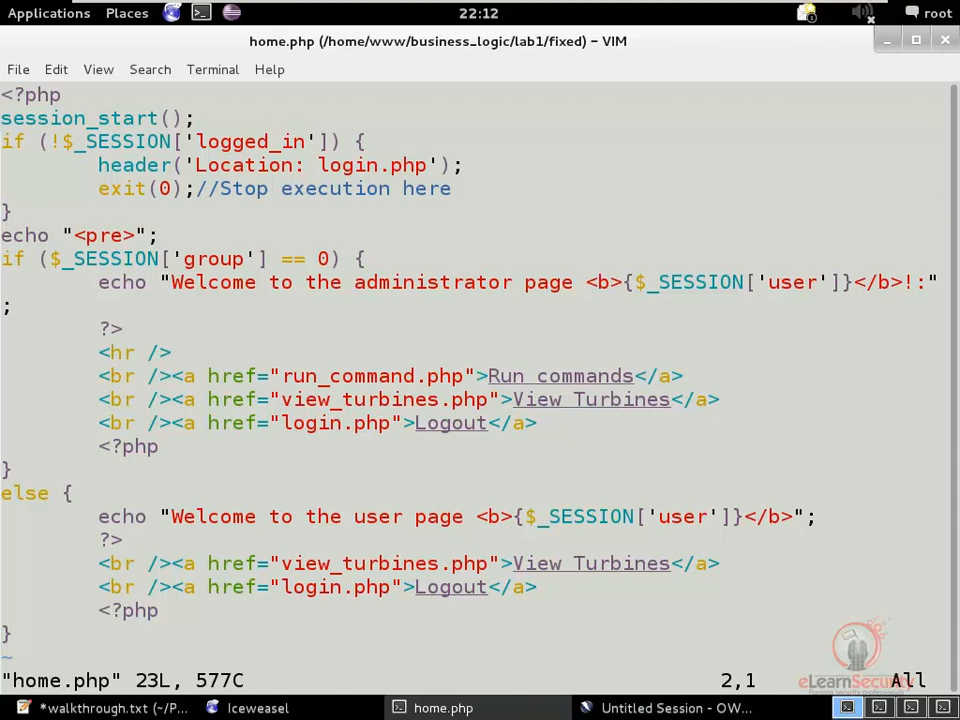 Applications Places 22:12 root
home.php (/home/www/business_logic/lab1/fixed) - VIM
File Edit View Search Terminal Help
<?php
session_start();
if (!$_SESSION['logged_in']) {
        header('Location: login.php');
        exit(0);//Stop execution here
}
echo "<pre>";
if ($_SESSION['group'] == 0) {
        echo "Welcome to the administrator page <b>{$_SESSION['user']}</b>!:"
;
        ?>
        <hr />
        <br /><a href="run_command.php">Run commands</a>
        <br /><a href="view_turbines.php">View Turbines</a>
        <br /><a href="login.php">Logout</a>
        <?php
}
else {
        echo "Welcome to the user page <b>{$_SESSION['user']}</b>";
        ?>
        <br /><a href="view_turbines.php">View Turbines</a>
        <br /><a href="login.php">Logout</a>
        <?php
}
~
"home.php" 23L, 577C 2,1 All
eLearnSecurity
*walkthrough.txt (~/P... Iceweasel home.php Untitled Session - OW...